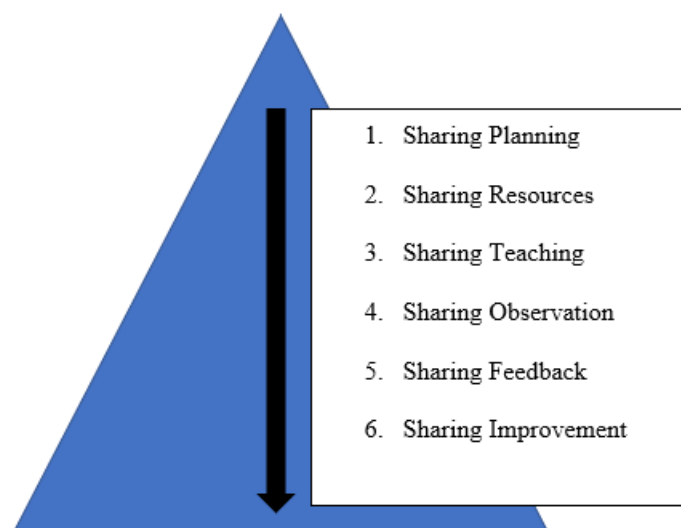 1. Sharing Planning
2. Sharing Resources
3. Sharing Teaching
4. Sharing Observation
5. Sharing Feedback
6. Sharing Improvement